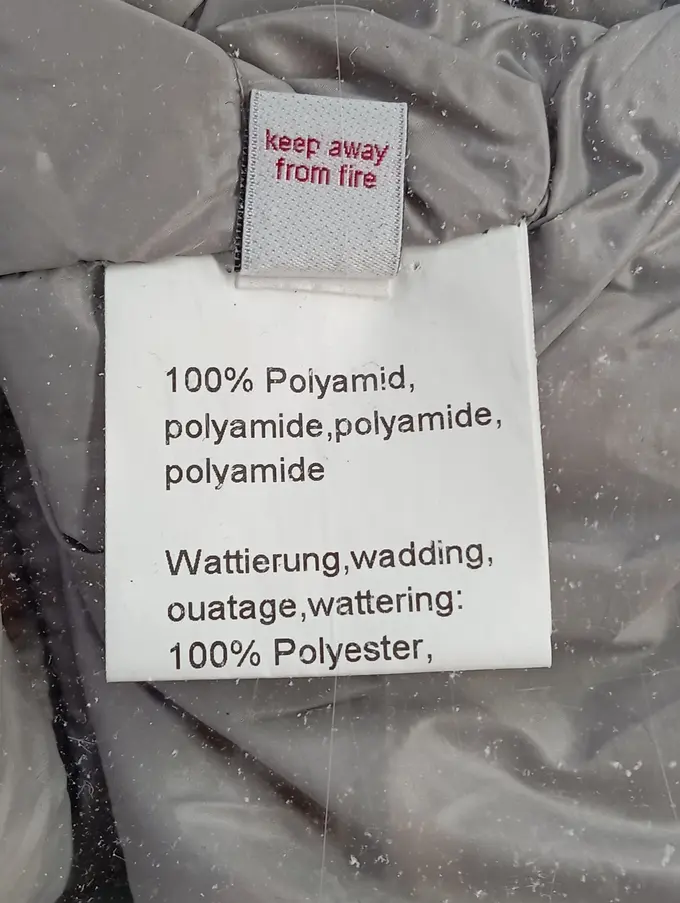 keep away
from fire
100% Polyamid,
polyamide,polyamide,
polyamide
Wattierung,wadding,
ouatage,wattering:
100% Polyester,